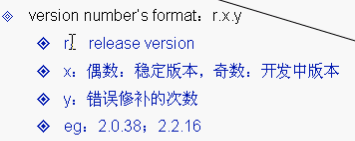 version number's format：r.x.y
r： release version
x：偶数：稳定版本，奇数：开发中版本
y：错误修补的次数
eg：2.0.38；2.2.16